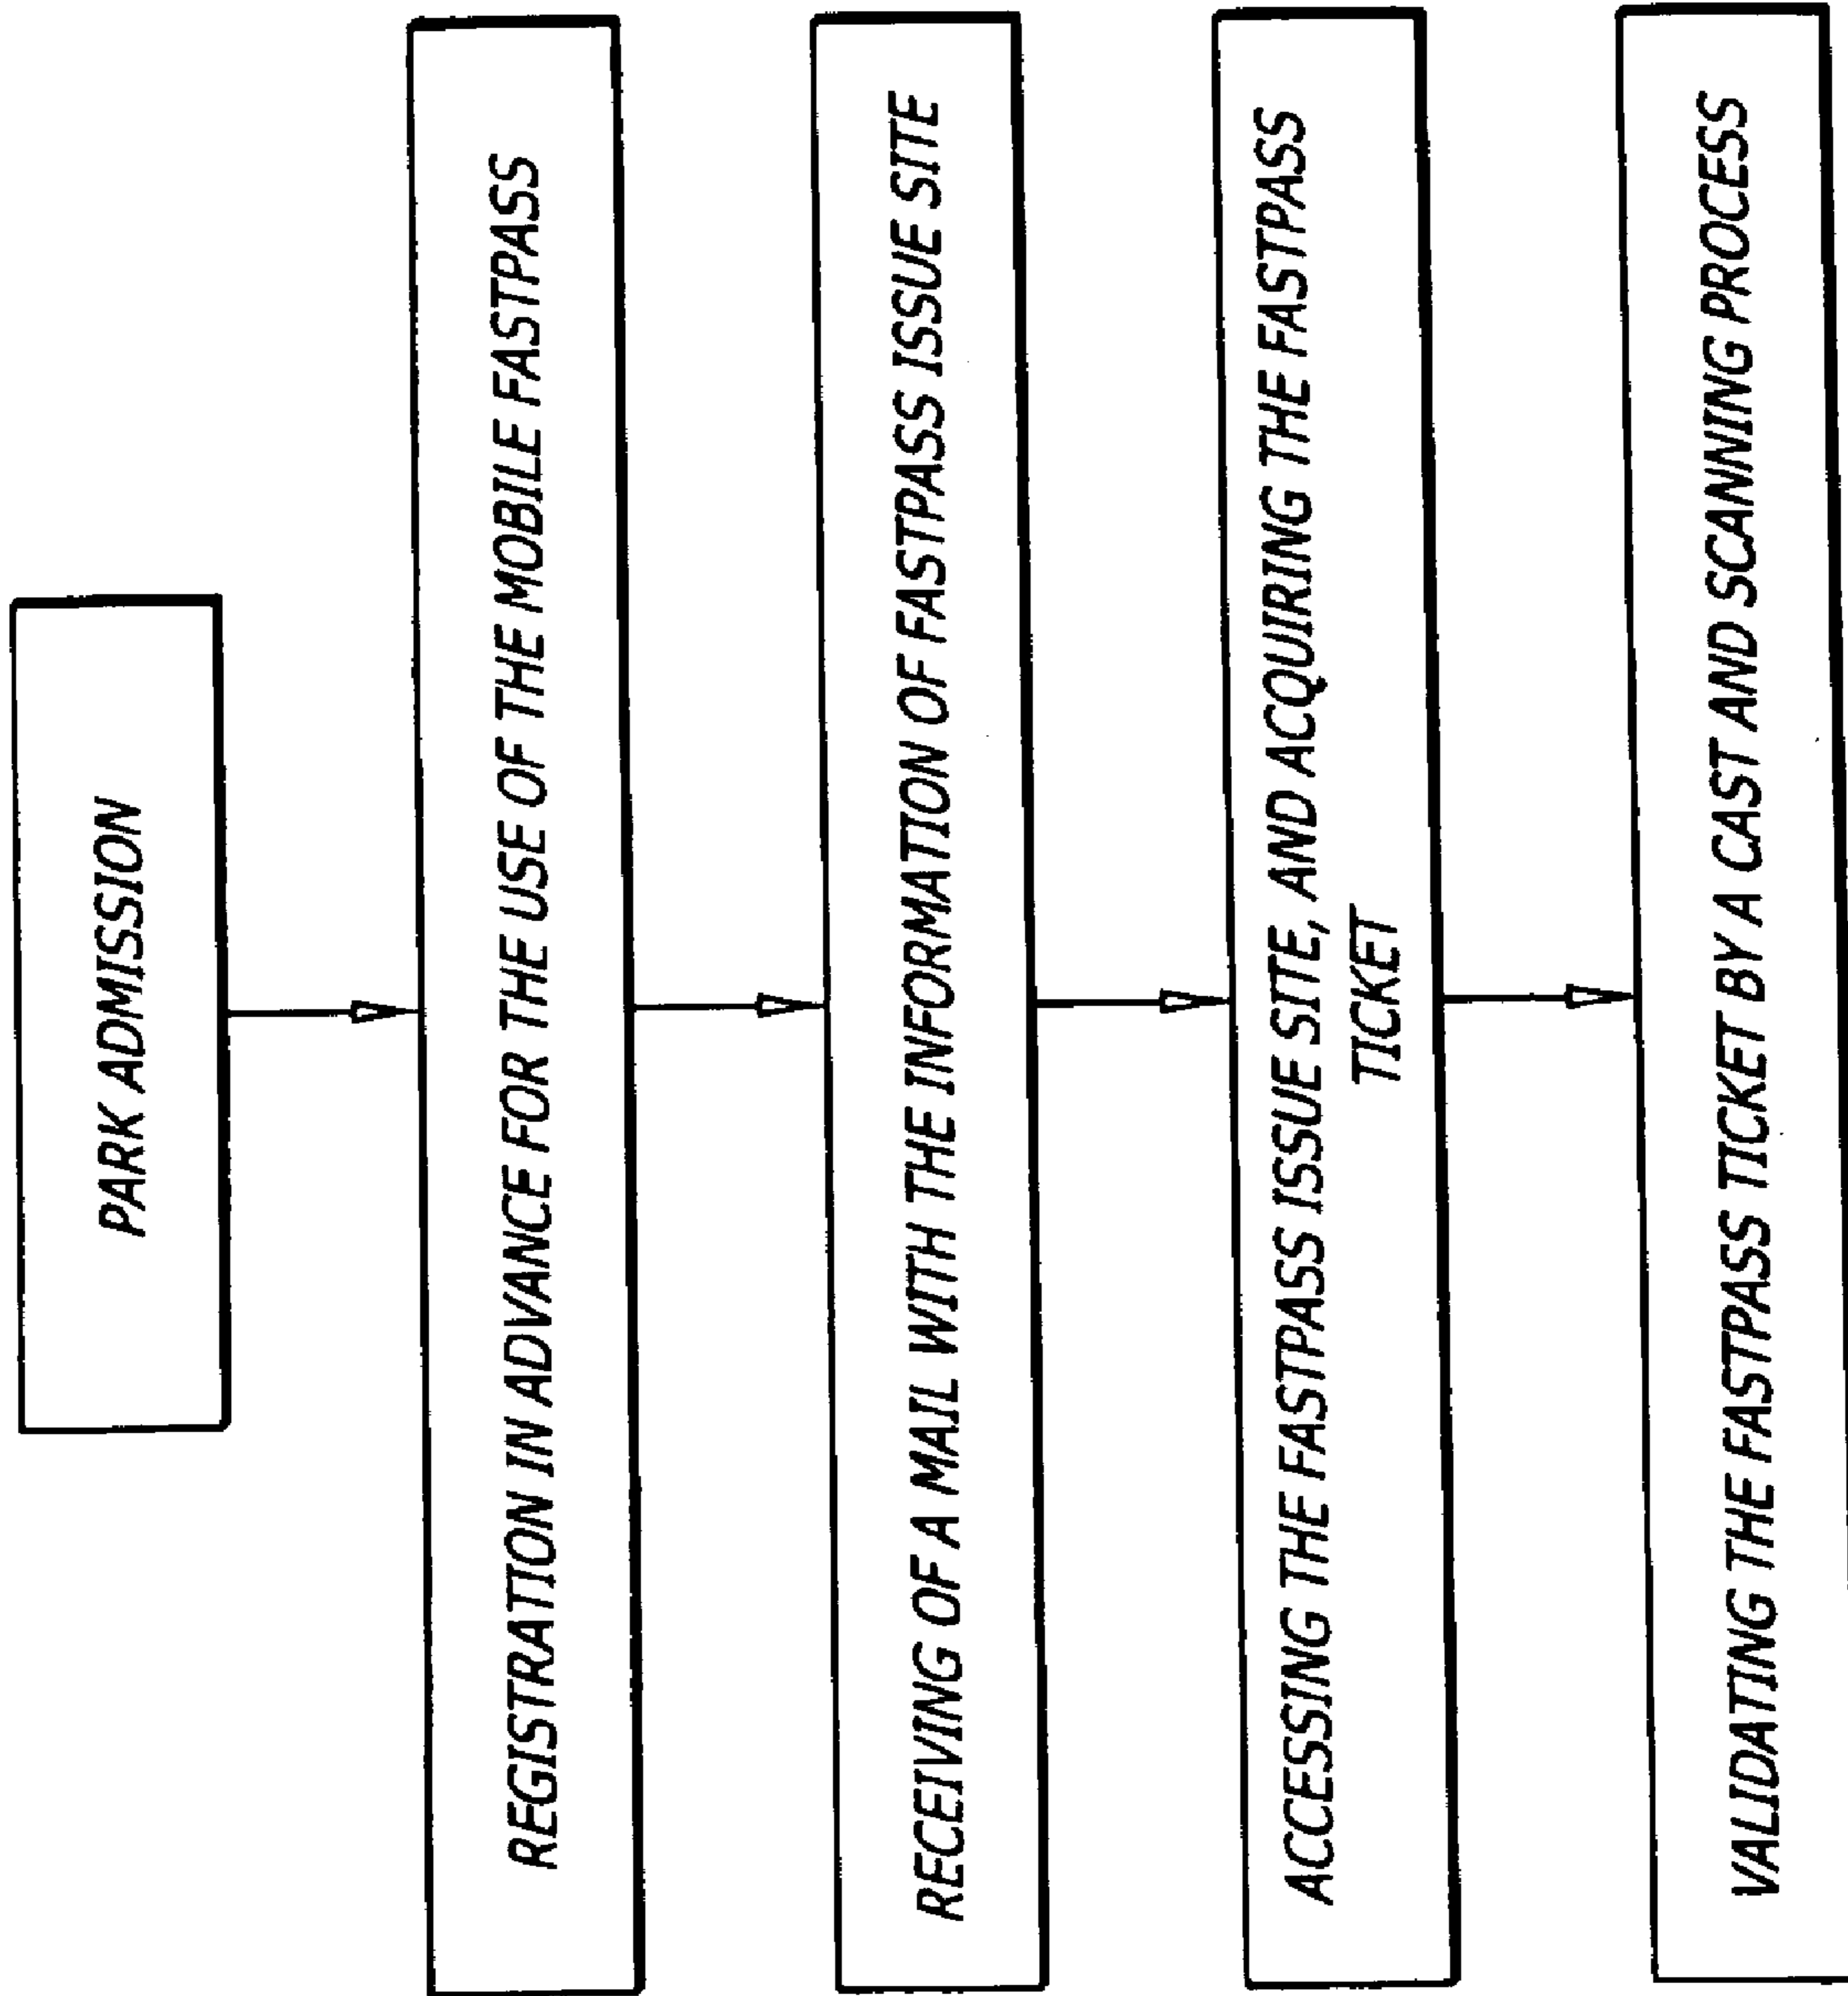 PARK ADMISSION
REGISTRATION IN ADVANCE FOR THE USE OF THE MOBILE FASTPASS
RECEIVING OF A MAIL WITH THE INFORMATION OF FASTPASS ISSUE SITE
ACCESSING THE FASTPASS ISSUE SITE, AND ACQUIRING THE FASTPASS
TICKET
VALIDATING THE FASTPASS TICKET BY A CAST AND SCANNING PROCESS